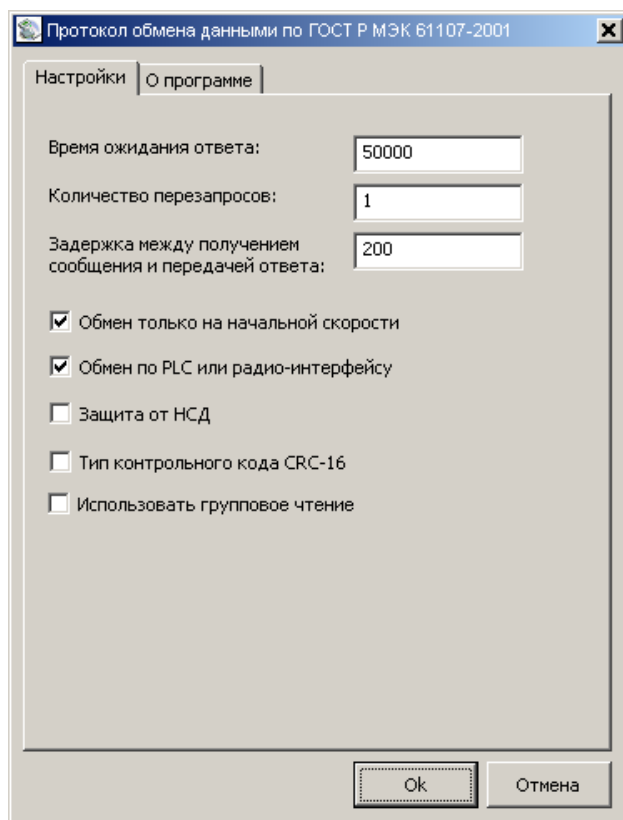 Протокол обмена данными по ГОСТ Р МЭК 61107-2001
Настройки
О программе
Время ожидания ответа:
50000
Количество перезапросов:
1
Задержка между получением
сообщения и передачей ответа:
200
Обмен только на начальной скорости
Обмен по PLC или радио-интерфейсу
Защита от НСД
Тип контрольного кода CRC-16
Использовать групповое чтение
Ok
Отмена